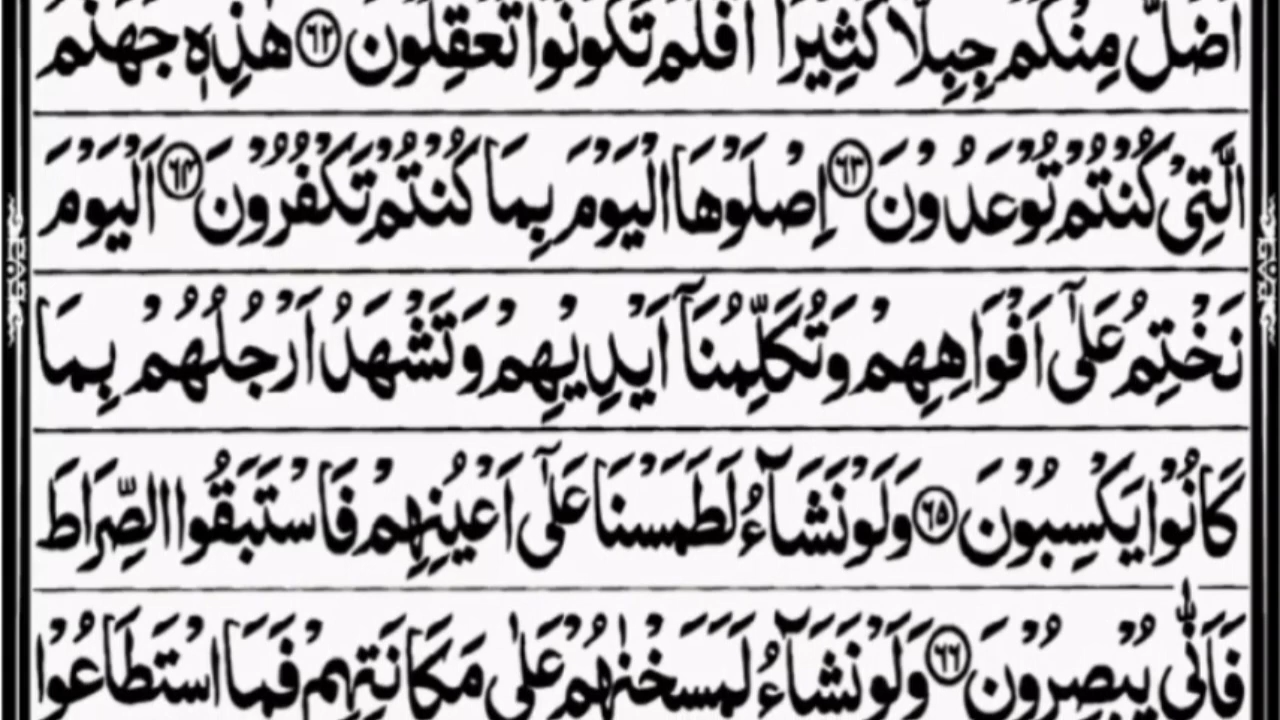 اَضَلَّ مِنْكُمْ جِبِلًّا كَثِيْرًا ؕ اَفَلَمْ تَكُوْنُوْا تَعْقِلُوْنَ ﴿۶۲﴾ هٰذِهٖ جَهَنَّمُ
الَّتِيْ كُنْتُمْ تُوْعَدُوْنَ ﴿۶۳﴾ اِصْلَوْهَا الْيَوْمَ بِمَا كُنْتُمْ تَكْفُرُوْنَ ﴿۶۴﴾ اَلْيَوْمَ
نَخْتِمُ عَلٰۤى اَفْوَاهِهِمْ وَتُكَلِّمُنَاۤ اَيْدِيْهِمْ وَتَشْهَدُ اَرْجُلُهُمْ بِمَا
كَانُوْا يَكْسِبُوْنَ ﴿۶۵﴾ وَلَوْ نَشَآءُ لَطَمَسْنَا عَلٰۤى اَعْيُنِهِمْ فَاسْتَبَقُوا الصِّرَاطَ
فَاَنّٰى يُبْصِرُوْنَ ﴿۶۶﴾ وَلَوْ نَشَآءُ لَمَسَخْنٰهُمْ عَلٰى مَكَانَتِهِمْ فَمَا اسْتَطَاعُوْا